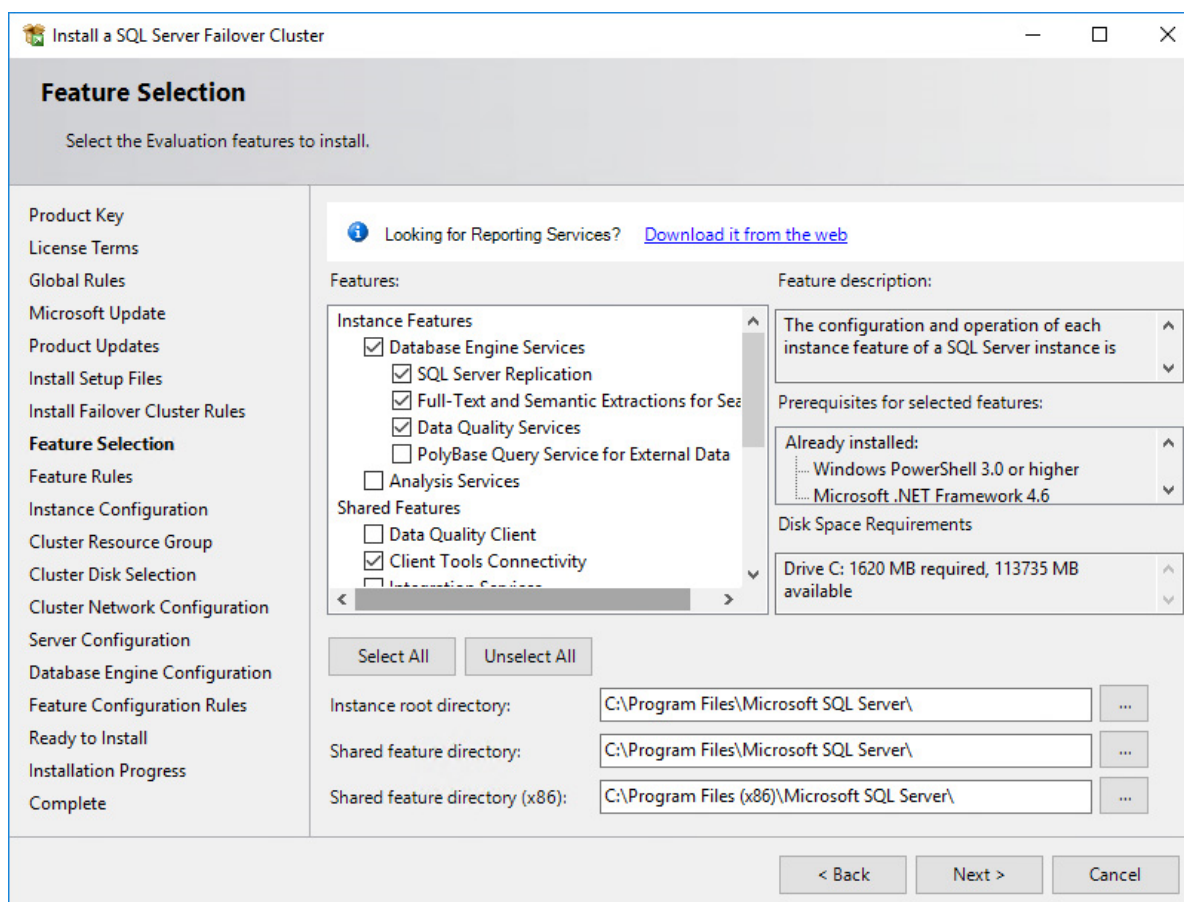 Install a SQL Server Failover Cluster
Feature Selection
Select the Evaluation features to install.
Product Key
License Terms
Global Rules
Microsoft Update
Product Updates
Install Setup Files
Install Failover Cluster Rules
Feature Selection
Feature Rules
Instance Configuration
Cluster Resource Group
Cluster Disk Selection
Cluster Network Configuration
Server Configuration
Database Engine Configuration
Feature Configuration Rules
Ready to Install
Installation Progress
Complete
Looking for Reporting Services? Download it from the web
Features:
Instance Features
Database Engine Services
SQL Server Replication
Full-Text and Semantic Extractions for Sea
Data Quality Services
PolyBase Query Service for External Data
Analysis Services
Shared Features
Data Quality Client
Client Tools Connectivity
Integration Services
Feature description:
The configuration and operation of each
instance feature of a SQL Server instance is
Prerequisites for selected features:
Already installed:
Windows PowerShell 3.0 or higher
Microsoft .NET Framework 4.6
Disk Space Requirements
Drive C: 1620 MB required, 113735 MB
available
Select All
Unselect All
Instance root directory: C:\Program Files\Microsoft SQL Server\ ...
Shared feature directory: C:\Program Files\Microsoft SQL Server\ ...
Shared feature directory (x86): C:\Program Files (x86)\Microsoft SQL Server\ ...
< Back
Next >
Cancel